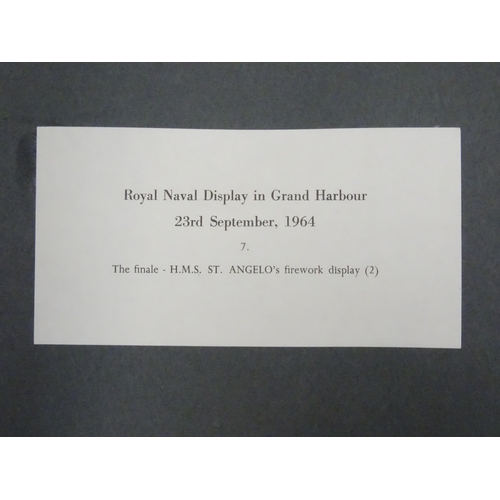 Royal Naval Display in Grand Harbour
23rd September, 1964
7.
The finale - H.M.S. ST. ANGELO's firework display (2)